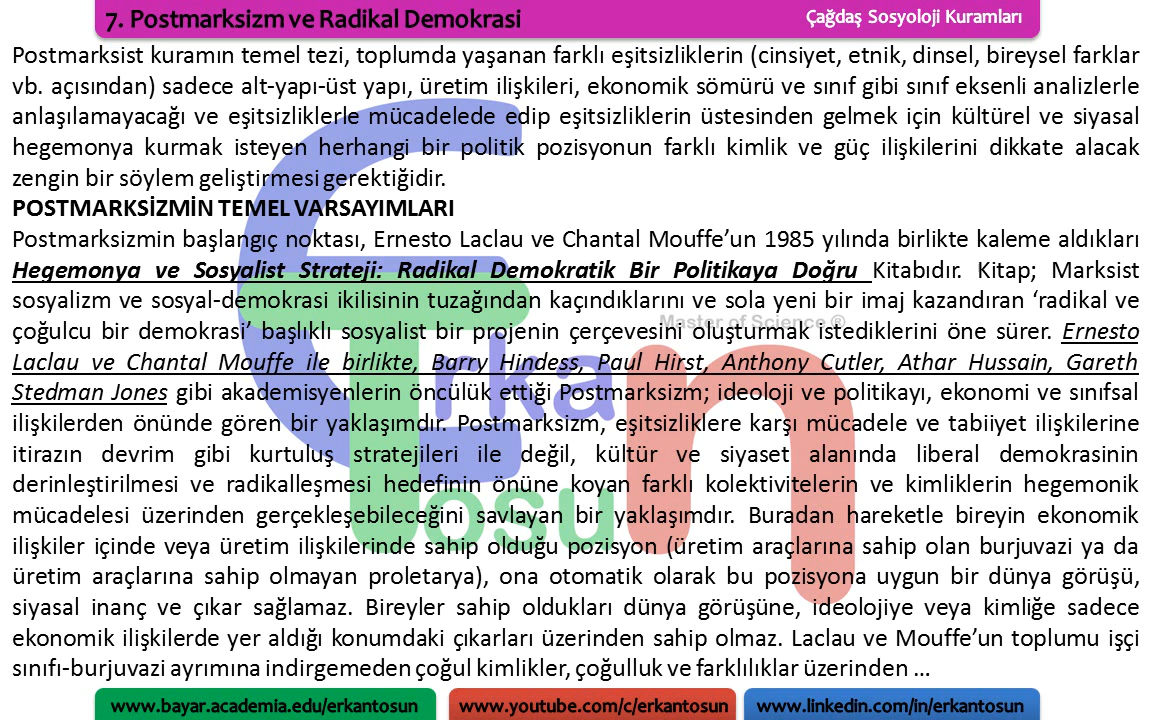 7. Postmarksizm ve Radikal Demokrasi
Çağdaş Sosyoloji Kuramları
Postmarksist kuramın temel tezi, toplumda yaşanan farklı eşitsizliklerin (cinsiyet, etnik, dinsel, bireysel farklar
vb. açısından) sadece alt-yapı-üst yapı, üretim ilişkileri, ekonomik sömürü ve sınıf gibi sınıf eksenli analizlerle
anlaşılamayacağı ve eşitsizliklerle mücadelede edip eşitsizliklerin üstesinden gelmek için kültürel ve siyasal
hegemonya kurmak isteyen herhangi bir politik pozisyonun farklı kimlik ve güç ilişkilerini dikkate alacak
zengin bir söylem geliştirmesi gerektiğidir.
POSTMARKSİZMİN TEMEL VARSAYIMLARI
Postmarksizmin başlangıç noktası, Ernesto Laclau ve Chantal Mouffe’un 1985 yılında birlikte kaleme aldıkları
Hegemonya ve Sosyalist Strateji: Radikal Demokratik Bir Politikaya Doğru Kitabıdır. Kitap; Marksist
sosyalizm ve sosyal-demokrasi ikilisinin tuzağından kaçındıklarını ve sola yeni bir imaj kazandıran ‘radikal ve
Master of Science ®
çoğulcu bir demokrasi’ başlıklı sosyalist bir projenin çerçevesini oluşturmak istediklerini öne sürer. Ernesto
Laclau ve Chantal Mouffe ile birlikte, Barry Hındess, Paul Hirst, Anthony Cutler, Athar Hussain, Gareth
Stedman Jones gibi akademisyenlerin öncülük ettiği Postmarksizm; ideoloji ve politikayı, ekonomi ve sınıfsal
ilişkilerden önünde gören bir yaklaşımdır. Postmarksizm, eşitsizliklere karşı mücadele ve tabiiyet ilişkilerine
itirazın devrim gibi kurtuluş stratejileri ile değil, kültür ve siyaset alanında liberal demokrasinin
derinleştirilmesi ve radikalleşmesi hedefinin önüne koyan farklı kolektivitelerin ve kimliklerin hegemonik
mücadelesi üzerinden gerçekleşebileceğini savlayan bir yaklaşımdır. Buradan hareketle bireyin ekonomik
ilişkiler içinde veya üretim ilişkilerinde sahip olduğu pozisyon (üretim araçlarına sahip olan burjuvazi ya da
üretim araçlarına sahip olmayan proletarya), ona otomatik olarak bu pozisyona uygun bir dünya görüşü,
siyasal inanç ve çıkar sağlamaz. Bireyler sahip oldukları dünya görüşüne, ideolojiye veya kimliğe sadece
ekonomik ilişkilerde yer aldığı konumdaki çıkarları üzerinden sahip olmaz. Laclau ve Mouffe’un toplumu işçi
sınıfı-burjuvazi ayrımına indirgemeden çoğul kimlikler, çoğulluk ve farklılıklar üzerinden …
Erkan
Tosun
www.bayar.academia.edu/erkantosun
www.youtube.com/c/erkantosun
www.linkedin.com/in/erkantosun